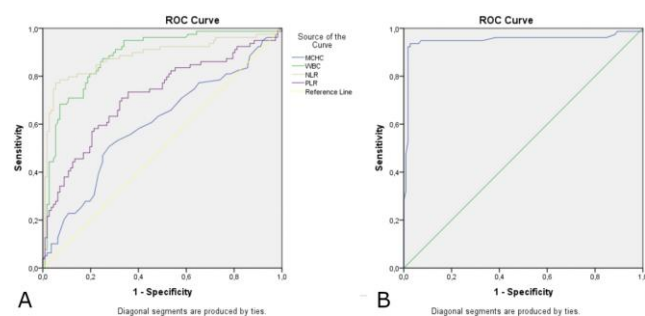 ROC Curve
1,0
0,8
0,6
0,4
0,2
0,0
Sensitivity
0,0 0,2 0,4 0,6 0,8 1,0
1 - Specificity
Diagonal segments are produced by ties.
A
Source of the
Curve
MCHC
WBC
NLR
PLR
Reference Line
ROC Curve
1,0
0,8
0,6
0,4
0,2
0,0
Sensitivity
0,0 0,2 0,4 0,6 0,8 1,0
1 - Specificity
Diagonal segments are produced by ties.
B